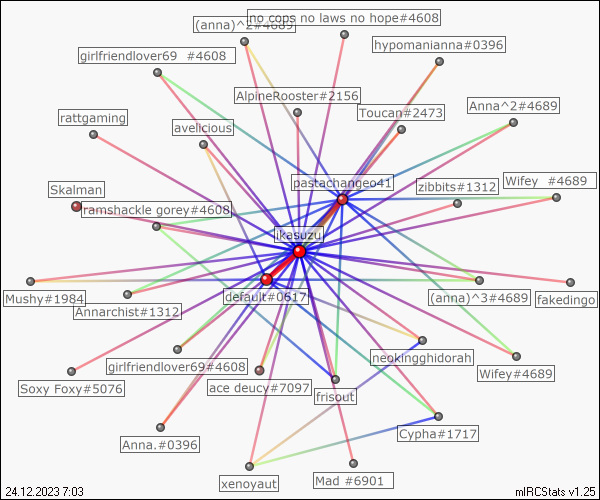 no cops no laws no hope#4608
(anna)^2#4689
hypomanianna#0396
girlfriendlover69 #4608
AlpineRooster#2156
Toucan#2473
Anna^2#4689
rattgaming
avelicious
pastachangeo41
zibbits#1312
Wifey #4689
Skalman
ramshackle gorey#4608
ikasuzu
Mushy#1984
Annarchist#1312
default#0617
(anna)^3#4689
fakedingo
girlfriendlover69#4608
neokingghidorah
Wifey#4689
Soxy Foxy#5076
ace deucy#7097
frisout
Anna.#0396
Cypha#1717
xenoyaut
Mad #6901
24.12.2023 7:03
mIRCStats v1.25